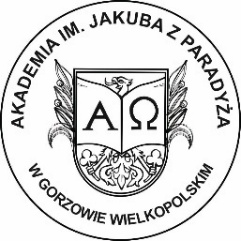 AKADEMIA IM. JAKUBA Z PARADYŻA
A Ω
W GORZOWIE WIELKOPOLSKIM